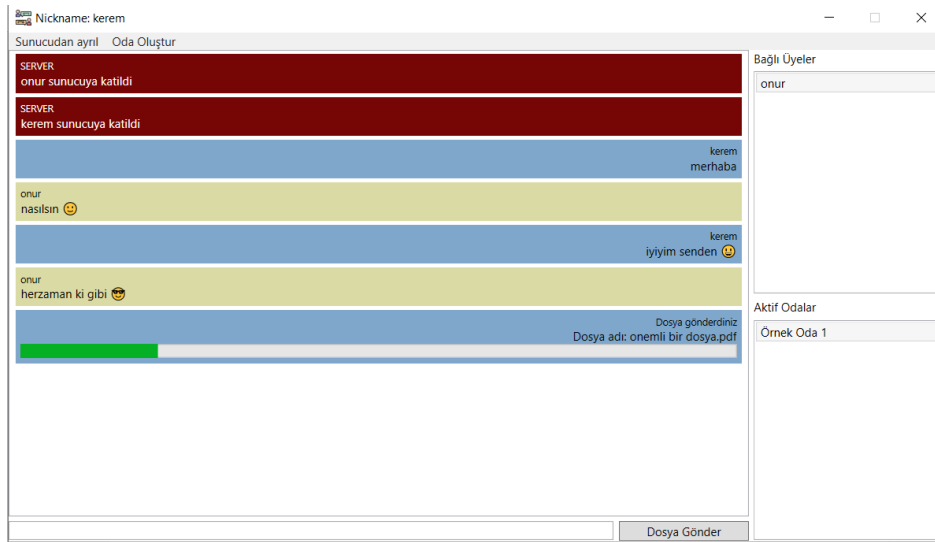 Nickname: kerem
Sunucudan ayrıl Oda Oluştur
SERVER
onur sunucuya katildi
SERVER
kerem sunucuya katildi
kerem
merhaba
onur
nasılsın 🙂
kerem
iyiyim senden 😀
onur
herzaman ki gibi 😎
Dosya gönderdiniz
Dosya adı: onemli bir dosya.pdf
Dosya Gönder
Bağlı Üyeler
onur
Aktif Odalar
Örnek Oda 1